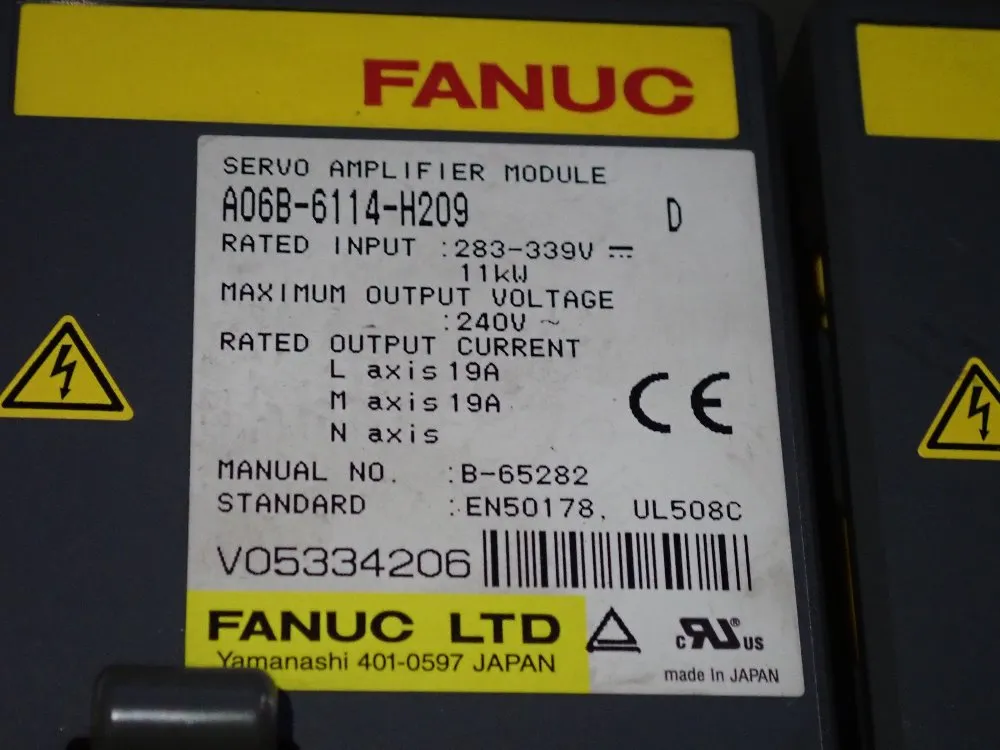 FANUC
SERVO AMPLIFIER MODULE
A06B-6114-H209 D
RATED INPUT :283-339V ⎓
11kW
MAXIMUM OUTPUT VOLTAGE
:240V ~
RATED OUTPUT CURRENT
L axis 19A
M axis 19A
N axis
CE
MANUAL NO. :B-65282
STANDARD :EN50178, UL508C
V05334206
FANUC LTD
Yamanashi 401-0597 JAPAN
c RU ® US
made in JAPAN